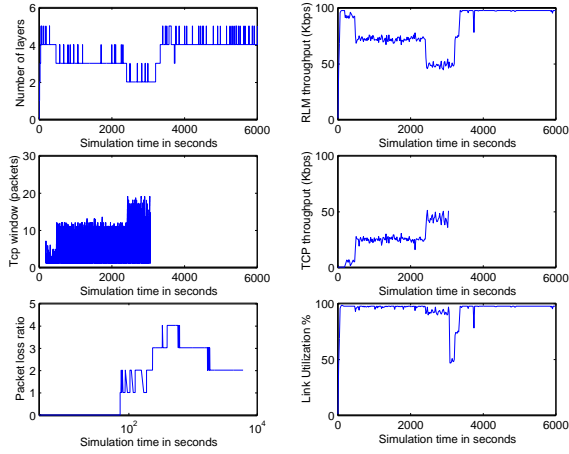 6
4
2
0
Number of layers
0 2000 4000 6000
Simulation time in seconds
100
50
0
RLM throughput (Kbps)
0 2000 4000 6000
Simulation time in seconds
30
20
10
0
Tcp window (packets)
0 2000 4000 6000
Simulation time in seconds
100
50
0
TCP throughput (Kbps)
0 2000 4000 6000
Simulation time in seconds
5
4
3
2
1
0
Packet loss ratio
10² 10⁴
Simulation time in seconds
100
50
0
Link Utilization %
0 2000 4000 6000
Simulation time in seconds